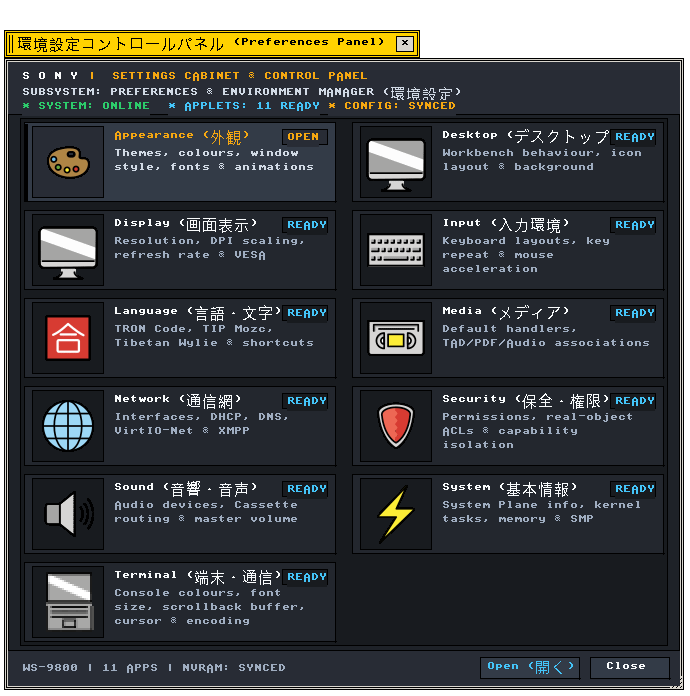 環境設定コントロールパネル (Preferences Panel) ×
S O N Y | SETTINGS CABINET & CONTROL PANEL
SUBSYSTEM: PREFERENCES & ENVIRONMENT MANAGER (環境設定)
* SYSTEM: ONLINE * APPLETS: 11 READY * CONFIG: SYNCED
Appearance (外観) OPEN
Themes, colours, window
style, fonts & animations
Desktop (デスクトップ READY
Workbench behaviour, icon
layout & background
Display (画面表示) READY
Resolution, DPI scaling,
refresh rate & VESA
Input (入力環境) READY
Keyboard layouts, key
repeat & mouse
acceleration
Language (言語・文字) READY
合
TRON Code, TIP Mozc,
Tibetan Wylie & shortcuts
Media (メディア) READY
Default handlers,
TAD/PDF/Audio associations
Network (通信網) READY
Interfaces, DHCP, DNS,
VirtIO-Net & XMPP
Security (保全・権限) READY
Permissions, real-object
ACLs & capability
isolation
Sound (音響・音声) READY
Audio devices, Cassette
routing & master volume
System (基本情報) READY
System Plane info, kernel
tasks, memory & SMP
Terminal (端末・通信) READY
Console colours, font
size, scrollback buffer,
cursor & encoding
WS-9800 | 11 APPS | NVRAM: SYNCED
Open (開く)
Close